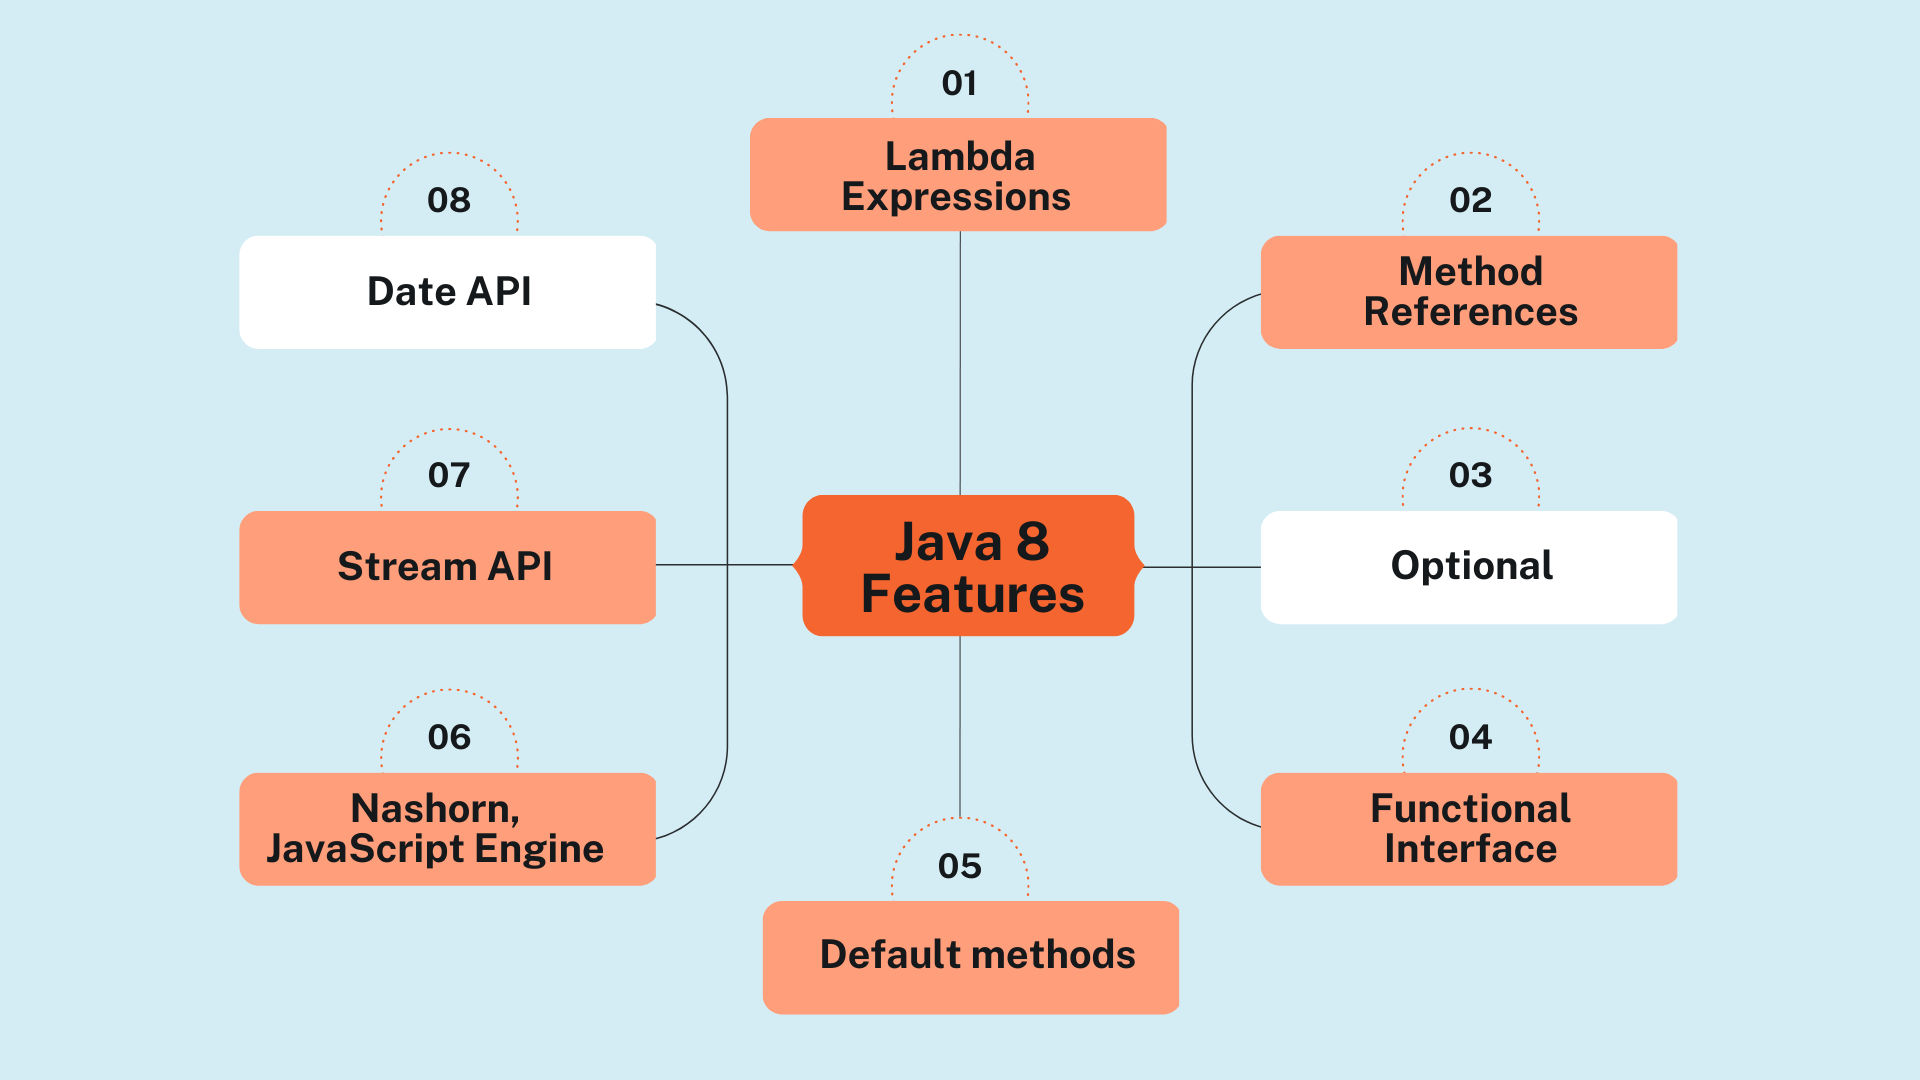 01
Lambda
Expressions
02
Method
References
03
Optional
04
Functional
Interface
05
Default methods
06
Nashorn,
JavaScript Engine
07
Stream API
08
Date API
Java 8
Features